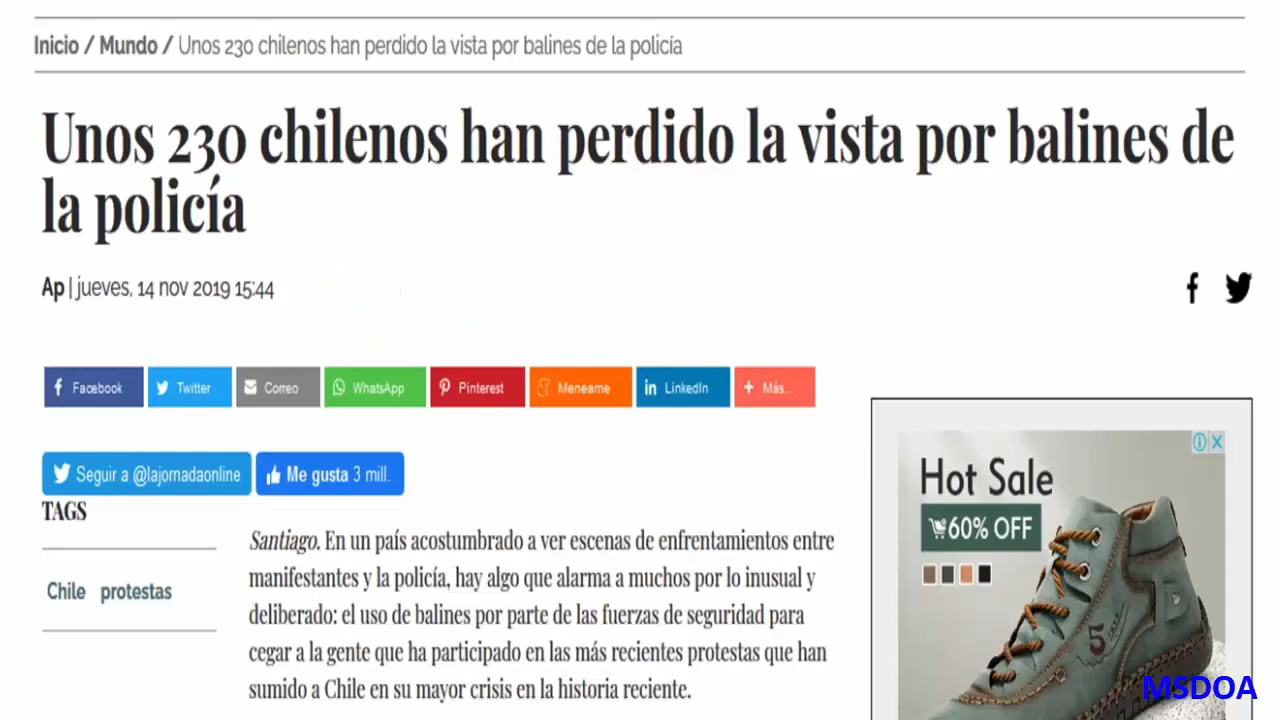 Inicio / Mundo / Unos 230 chilenos han perdido la vista por balines de la policía
Unos 230 chilenos han perdido la vista por balines de
la policía
Ap | jueves, 14 nov 2019 15:44
Facebook
Twitter
Correo
WhatsApp
Pinterest
Meneame
LinkedIn
Más...
Seguir a @lajornadaonline
Me gusta 3 mill.
TAGS
Chile protestas
Santiago. En un país acostumbrado a ver escenas de enfrentamientos entre
manifestantes y la policía, hay algo que alarma a muchos por lo inusual y
deliberado: el uso de balines por parte de las fuerzas de seguridad para
cegar a la gente que ha participado en las más recientes protestas que han
sumido a Chile en su mayor crisis en la historia reciente.
Hot Sale
60% OFF
5
MSDOA